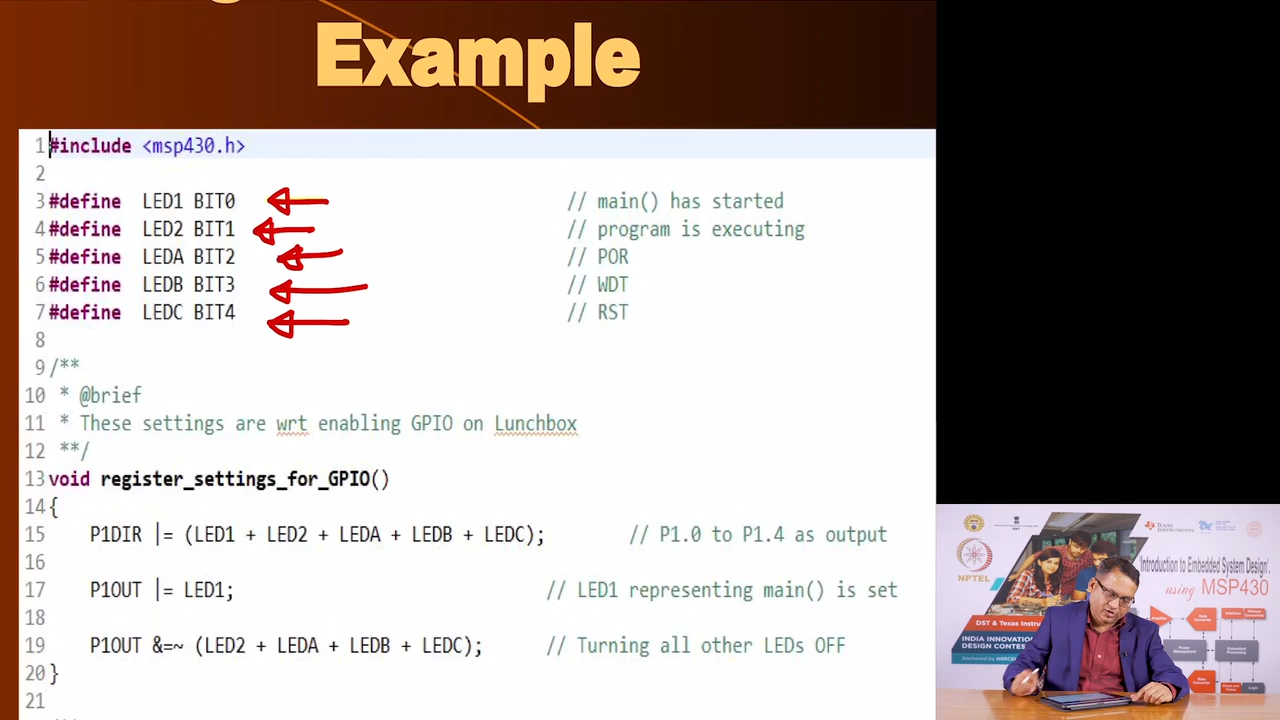 Example
1 #include <msp430.h>
2
3 #define LED1 BIT0 // main() has started
4 #define LED2 BIT1 // program is executing
5 #define LEDA BIT2 // POR
6 #define LEDB BIT3 // WDT
7 #define LEDC BIT4 // RST
8
9 /**
10 * @brief
11 * These settings are wrt enabling GPIO on Lunchbox
12 **/
13 void register_settings_for_GPIO()
14 {
15 P1DIR |= (LED1 + LED2 + LEDA + LEDB + LEDC); // P1.0 to P1.4 as output
16
17 P1OUT |= LED1; // LED1 representing main() is set
18
19 P1OUT &=~ (LED2 + LEDA + LEDB + LEDC); // Turning all other LEDs OFF
20 }
21
NPTEL
TEXAS INSTRUMENTS
'Introduction to Embedded System Design'
using MSP430
DST & Texas Instru
INDIA INNOVATION
DESIGN CONTES